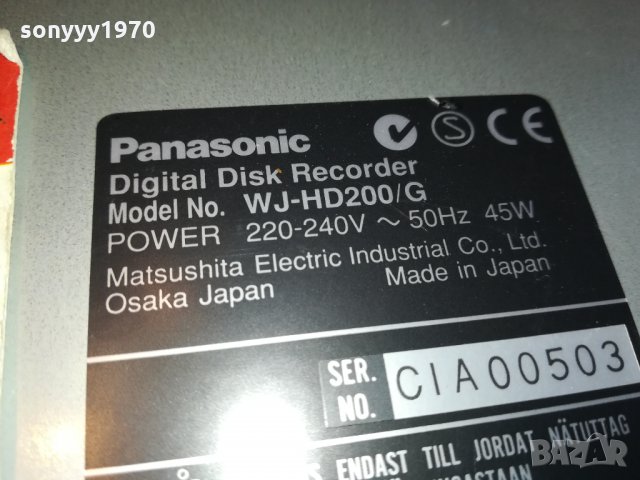 sonyyy1970
Panasonic
Digital Disk Recorder
Model No. WJ-HD200/G
POWER 220-240V ~ 50Hz 45W
Matsushita Electric Industrial Co., Ltd.
Osaka Japan Made in Japan
SER. NO. CIA00503
ENDAST TILL JORDAT NÄTUTTAG
BAZAR